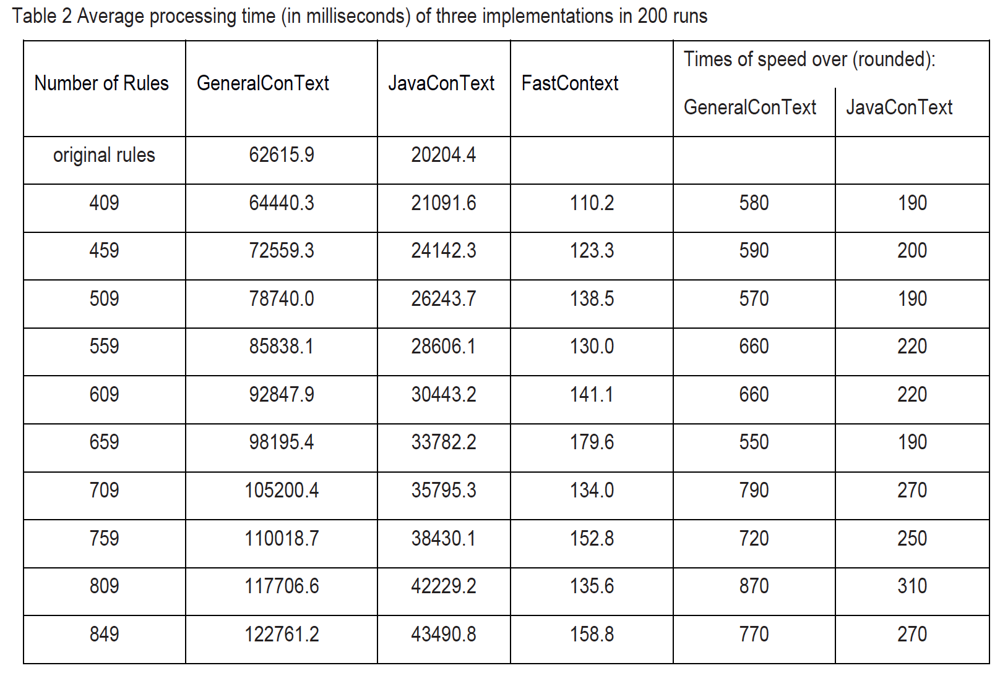 Table 2 Average processing time (in milliseconds) of three implementations in 200 runs
Number of Rules GeneralConText JavaConText FastContext Times of speed over (rounded):
GeneralConText JavaConText
original rules 62615.9 20204.4
409 64440.3 21091.6 110.2 580 190
459 72559.3 24142.3 123.3 590 200
509 78740.0 26243.7 138.5 570 190
559 85838.1 28606.1 130.0 660 220
609 92847.9 30443.2 141.1 660 220
659 98195.4 33782.2 179.6 550 190
709 105200.4 35795.3 134.0 790 270
759 110018.7 38430.1 152.8 720 250
809 117706.6 42229.2 135.6 870 310
849 122761.2 43490.8 158.8 770 270